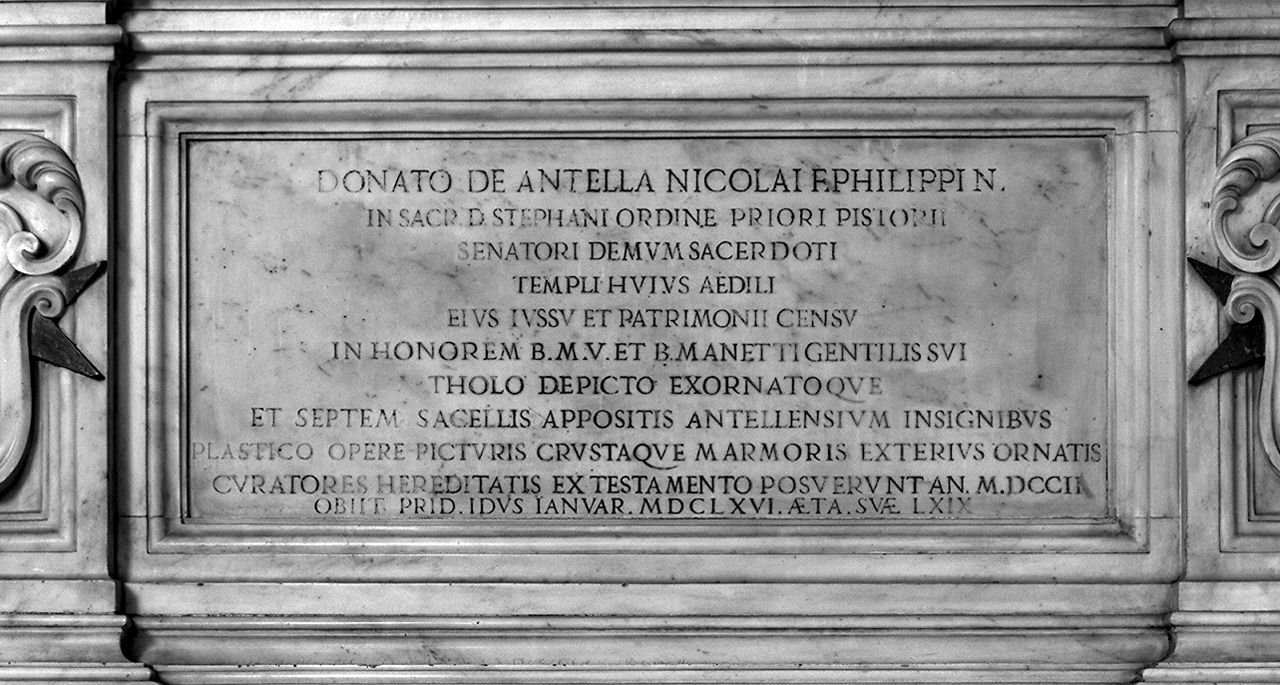 DONATO DE ANTELLA NICOLAI F. PHILIPPI N.
IN SACR. D. STEPHANI ORDINE PRIORI PISTORII
SENATORI DEMVM SACERDOTI
TEMPLI HVIVS AEDILI
EIVS IVSSV ET PATRIMONII CENSV
IN HONOREM B.M.V. ET B. MANETTI GENTILIS SVI
THOLO DEPICTO EXORNATOQVE
ET SEPTEM SACELLIS APPOSITIS ANTELLENSIVM INSIGNIBVS
PLASTICO OPERE PICTVRIS CRVSTAQVE MARMORIS EXTERIVS ORNATIS
CVRATORES HEREDITATIS EX TESTAMENTO POSVERVNT AN. M.DCCII
OBIIT PRID. IDVS IANVAR. MDCLXVI. ÆTA. SVÆ LXIX